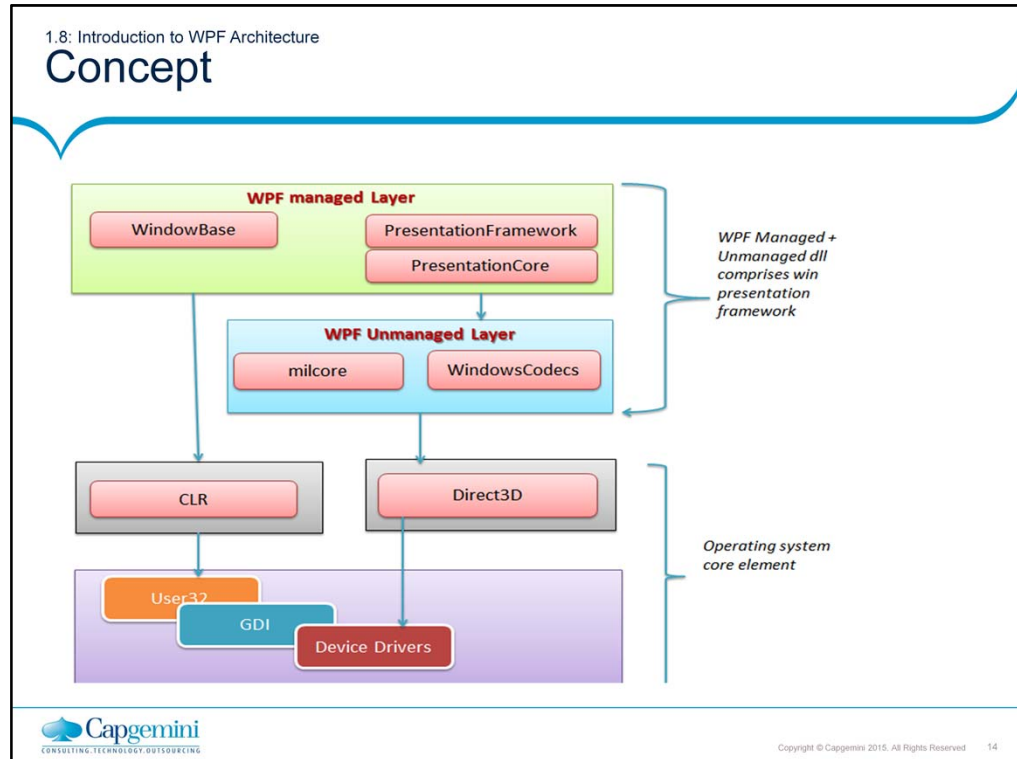 1.8: Introduction to WPF Architecture
Concept
WPF managed Layer
WindowBase
PresentationFramework
PresentationCore
WPF Managed +
Unmanaged dll
comprises win
presentation
framework
WPF Unmanaged Layer
milcore
WindowsCodecs
CLR
Direct3D
Operating system
core element
User32
GDI
Device Drivers
Capgemini
CONSULTING.TECHNOLOGY.OUTSOURCING
Copyright © Capgemini 2015. All Rights Reserved 14